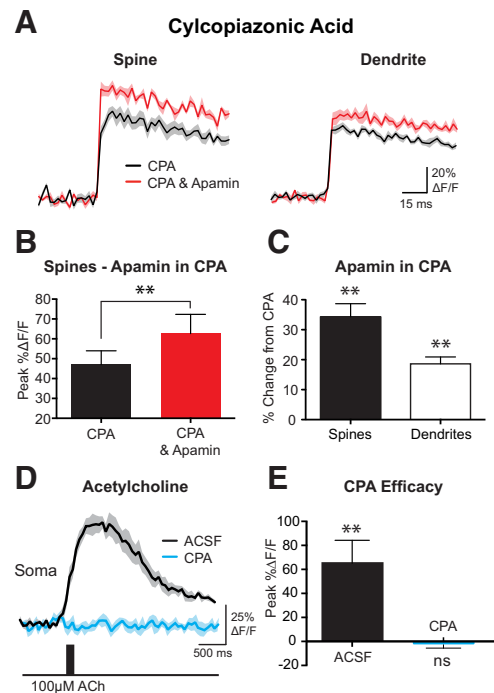 A
Cylcopiazonic Acid
Spine
Dendrite
CPA
CPA & Apamin
20%
ΔF/F
15 ms
B
Spines - Apamin in CPA
**
Peak %ΔF/F
80
70
60
50
40
30
20
CPA
CPA
& Apamin
C
Apamin in CPA
% Change from CPA
40
30
20
10
0
**
**
Spines
Dendrites
D
Acetylcholine
ACSF
CPA
Soma
25%
ΔF/F
500 ms
100µM ACh
E
CPA Efficacy
Peak %ΔF/F
100
80
60
40
20
0
-20
**
CPA
ACSF
ns